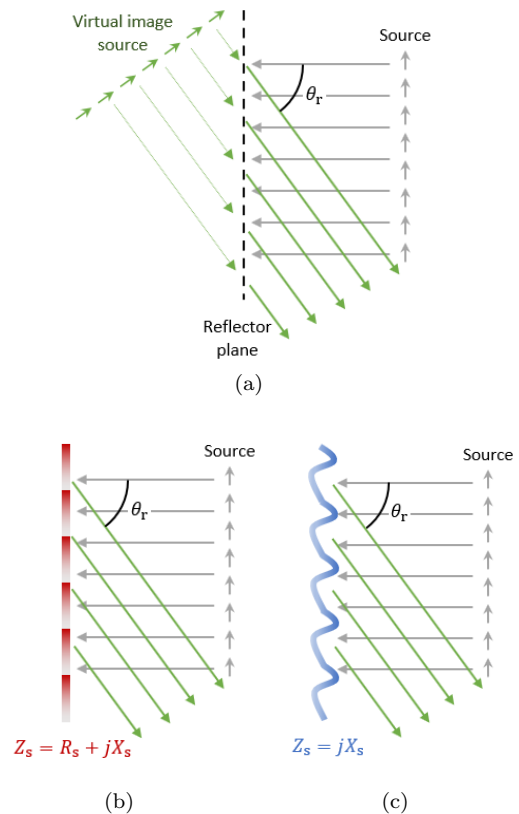 Virtual image
source
Source
θr
Reflector
plane
(a)
Source
θr
Zs = Rs + jXs
(b)
Source
θr
Zs = jXs
(c)